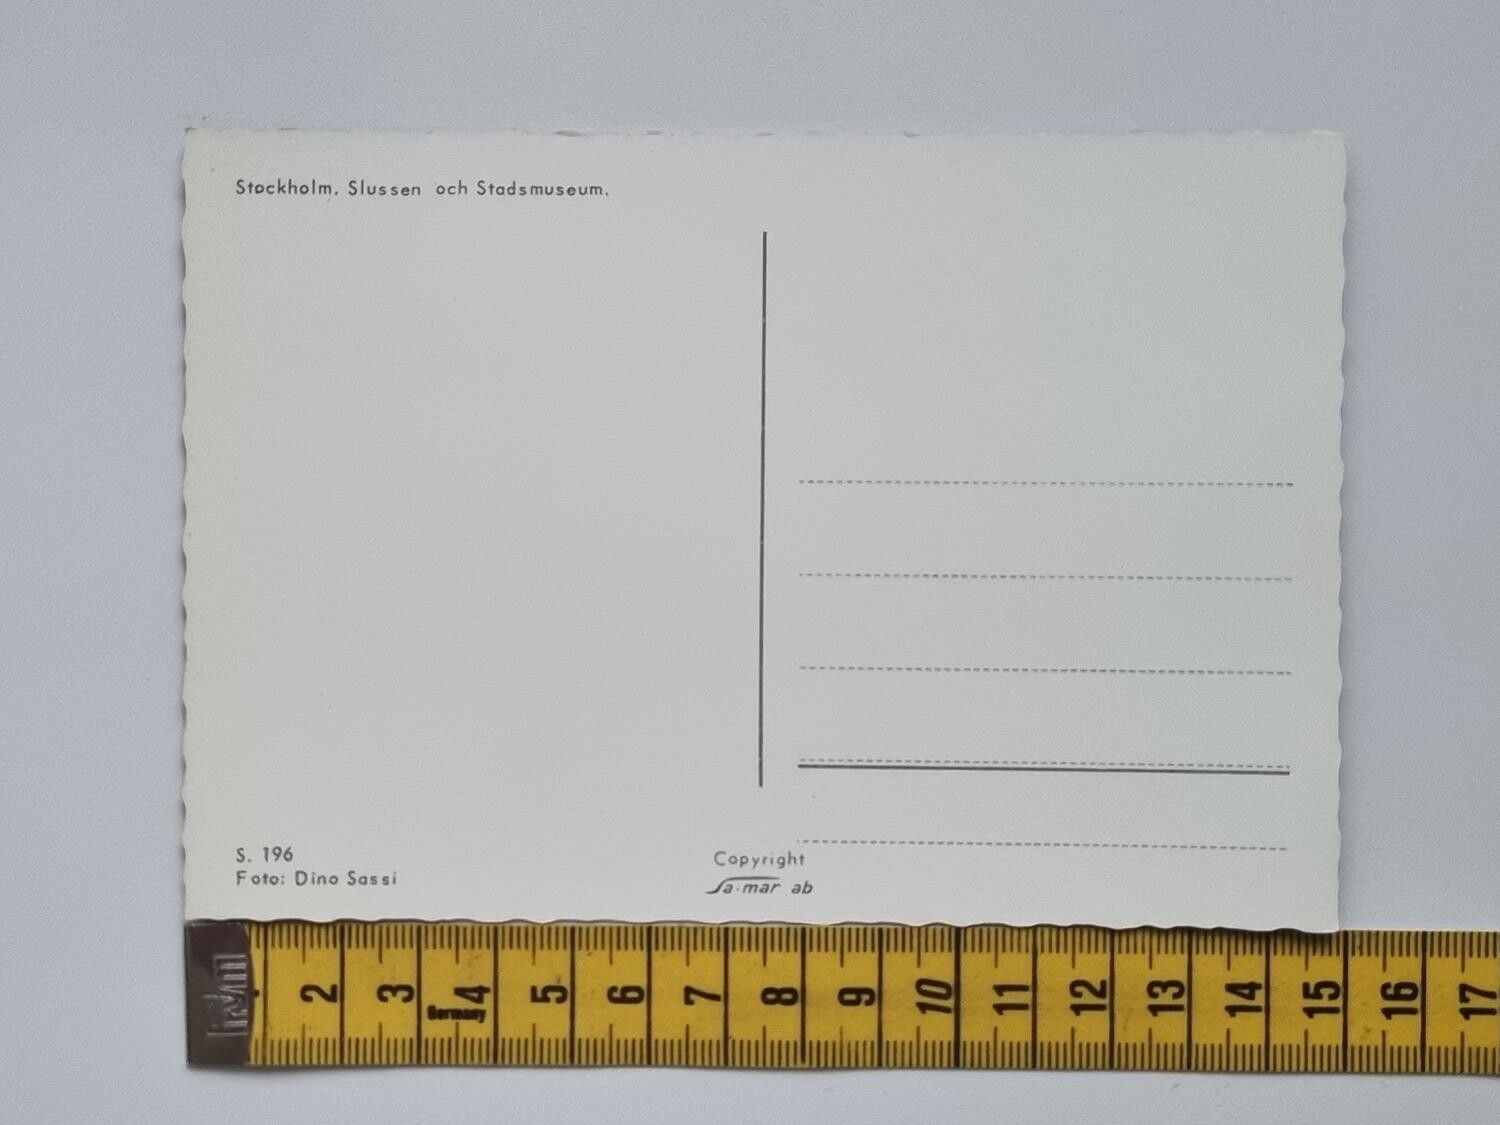 Stockholm. Slussen och Stadsmuseum.
S. 196
Foto: Dino Sassi
Copyright
Sa-mar ab
2 3 4 5 6 7 8 9 10 11 12 13 14 15 16 17
Germany